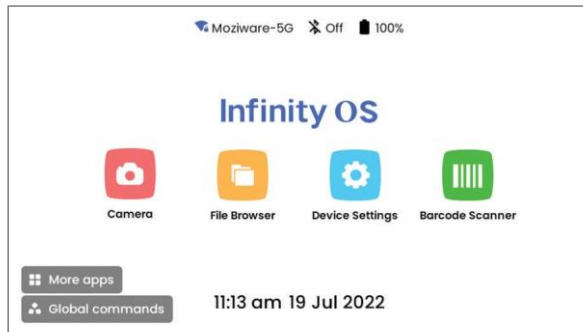 Moziware-5G Off 100%
Infinity OS
Camera File Browser Device Settings Barcode Scanner
More apps
Global commands
11:13 am 19 Jul 2022